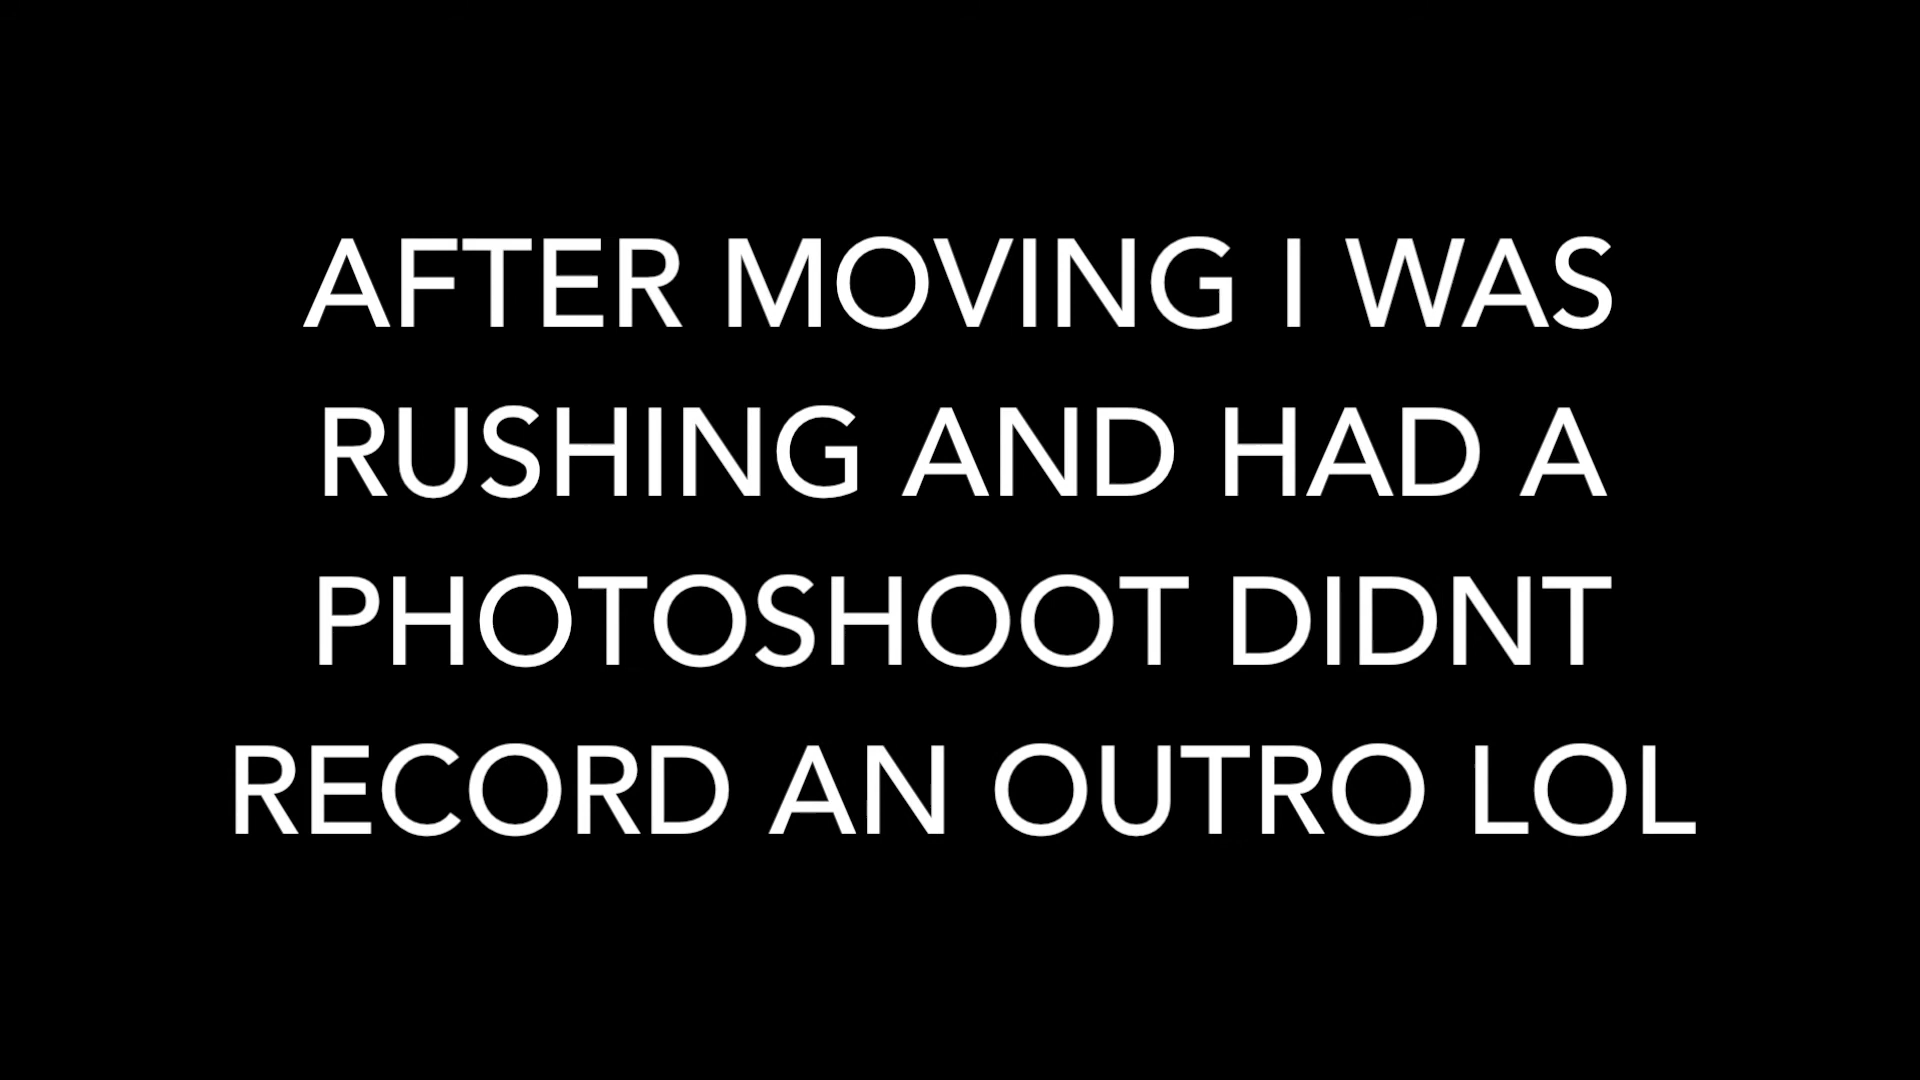 AFTER MOVING I WAS
RUSHING AND HAD A
PHOTOSHOOT DIDNT
RECORD AN OUTRO LOL